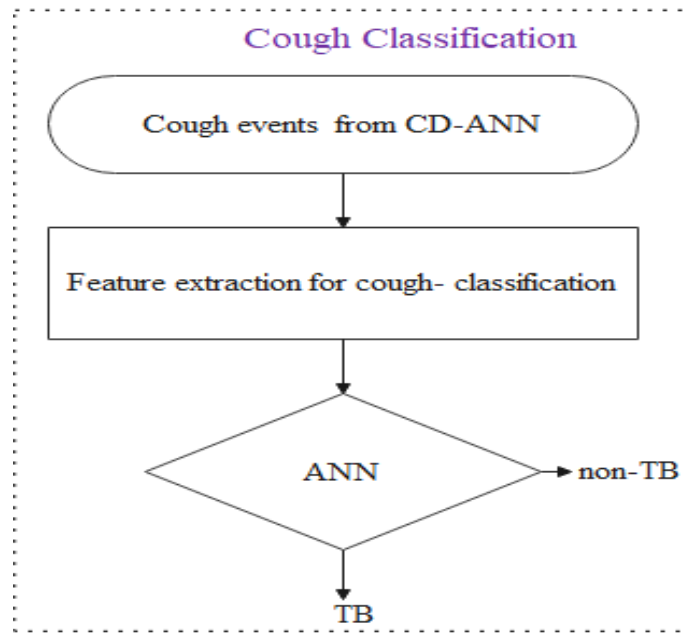 Cough Classification
Cough events from CD-ANN
Feature extraction for cough- classification
ANN
non-TB
TB